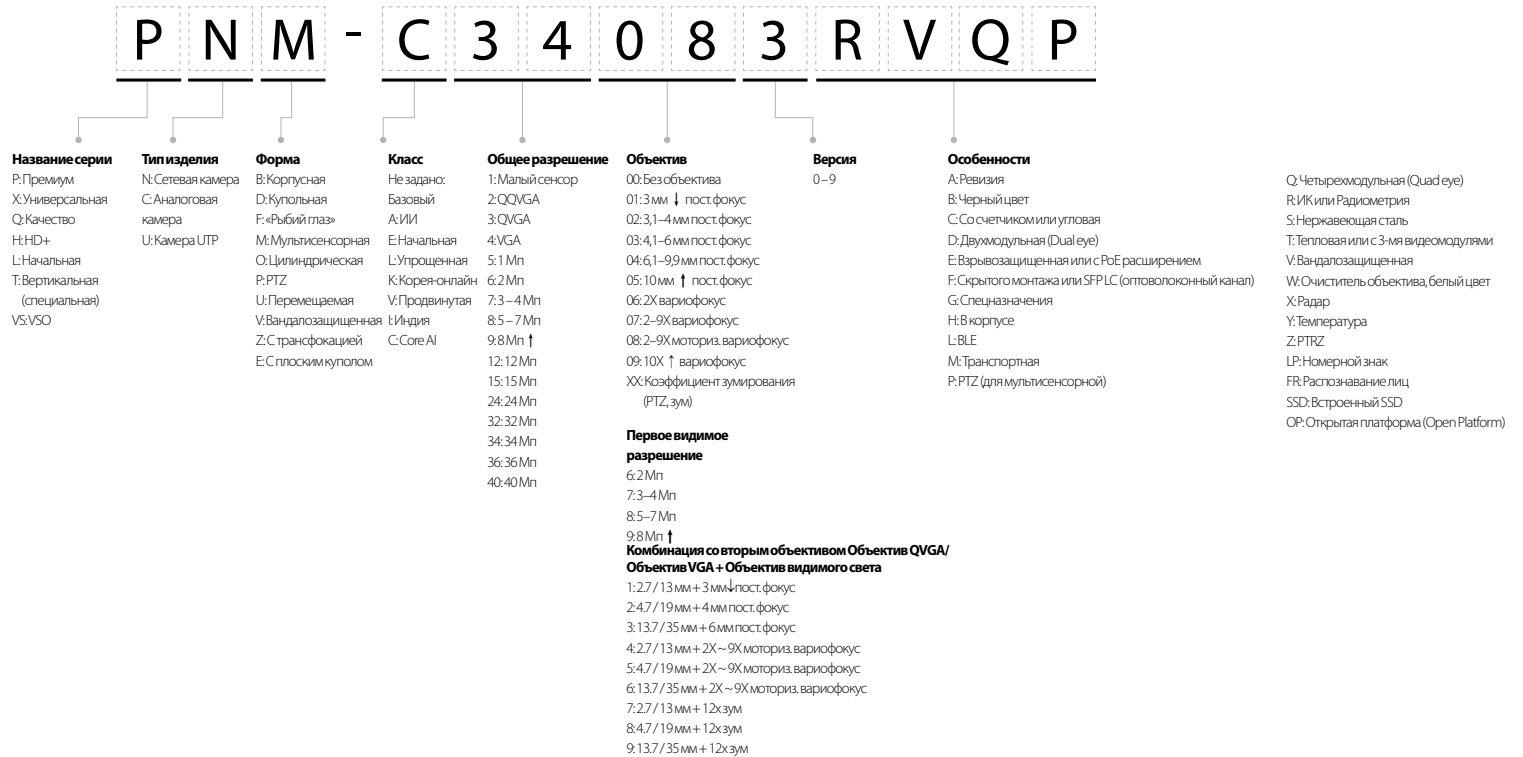 PNM-C34083RVQP
Название серии
P: Премиум
X: Универсальная
Q: Качество
H: HD+
L: Начальная
T: Вертикальная
(специальная)
VS: VSO
Тип изделия
N: Сетевая камера
C: Аналоговая
камера
U: Камера UTP
Форма
B: Корпусная
D: Купольная
F: «Рыбий глаз»
M: Мультисенсорная
O: Цилиндрическая
P: PTZ
U: Перемещаемая
V: Вандалозащищенная
Z: С трансфокацией
E: С плоским куполом
Класс
Не задано:
Базовый
A: ИИ
E: Начальная
L: Упрощенная
K: Корея-онлайн
V: Продвинутая
I: Индия
C: Core AI
Общее разрешение
1: Малый сенсор
2: QQVGA
3: QVGA
4: VGA
5: 1 Мп
6: 2 Мп
7: 3 – 4 Мп
8: 5 – 7 Мп
9: 8 Мп ↑
12: 12 Мп
15: 15 Мп
24: 24 Мп
32: 32 Мп
34: 34 Мп
36: 36 Мп
40: 40 Мп
Объектив
00: Без объектива
01: 3 мм ↓ пост. фокус
02: 3,1–4 мм пост. фокус
03: 4,1–6 мм пост. фокус
04: 6,1–9,9 мм пост. фокус
05: 10 мм ↑ пост. фокус
06: 2X вариофокус
07: 2–9X вариофокус
08: 2–9X моториз. вариофокус
09: 10X ↑ вариофокус
XX: Коэффициент зумирования
(PTZ, зум)
Первое видимое
разрешение
6: 2 Мп
7: 3–4 Мп
8: 5–7 Мп
9: 8 Мп ↑
Комбинация со вторым объективом Объектив QVGA/
Объектив VGA + Объектив видимого света
1: 2.7 / 13 мм + 3 мм↓пост. фокус
2: 4.7 / 19 мм + 4 мм пост. фокус
3: 13.7 / 35 мм + 6 мм пост. фокус
4: 2.7 / 13 мм + 2X ~ 9X моториз. вариофокус
5: 4.7 / 19 мм + 2X ~ 9X моториз. вариофокус
6: 13.7 / 35 мм + 2X ~ 9X моториз. вариофокус
7: 2.7 / 13 мм + 12x зум
8: 4.7 / 19 мм + 12x зум
9: 13.7 / 35 мм + 12x зум
Версия
0 – 9
Особенности
A: Ревизия
B: Черный цвет
C: Со счетчиком или угловая
D: Двухмодульная (Dual eye)
E: Взрывозащищенная или с PoE расширением
F: Скрытого монтажа или SFP LC (оптоволоконный канал)
G: Спецназначения
H: В корпусе
L: BLE
M: Транспортная
P: PTZ (для мультисенсорной)
Q: Четырехмодульная (Quad eye)
R: ИК или Радиометрия
S: Нержавеющая сталь
T: Тепловая или с 3-мя видеомодулями
V: Вандалозащищенная
W: Очиститель объектива, белый цвет
X: Радар
Y: Температура
Z: PTRZ
LP: Номерной знак
FR: Распознавание лиц
SSD: Встроенный SSD
OP: Открытая платформа (Open Platform)